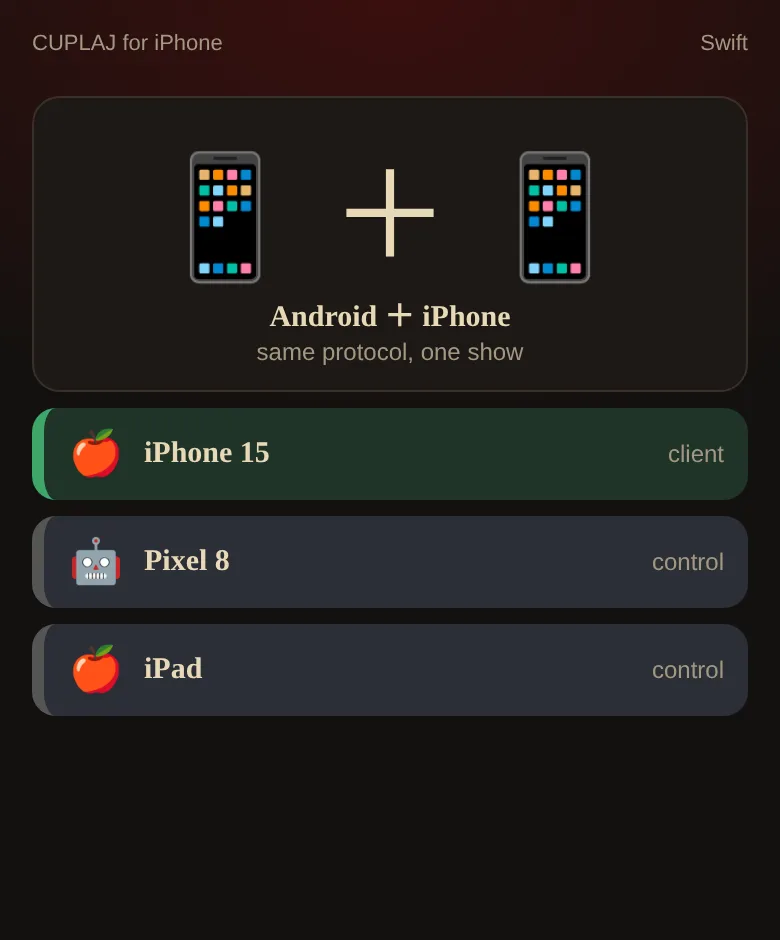 CUPLAJ for iPhone
Swift
Android + iPhone
same protocol, one show
iPhone 15
client
Pixel 8
control
iPad
control